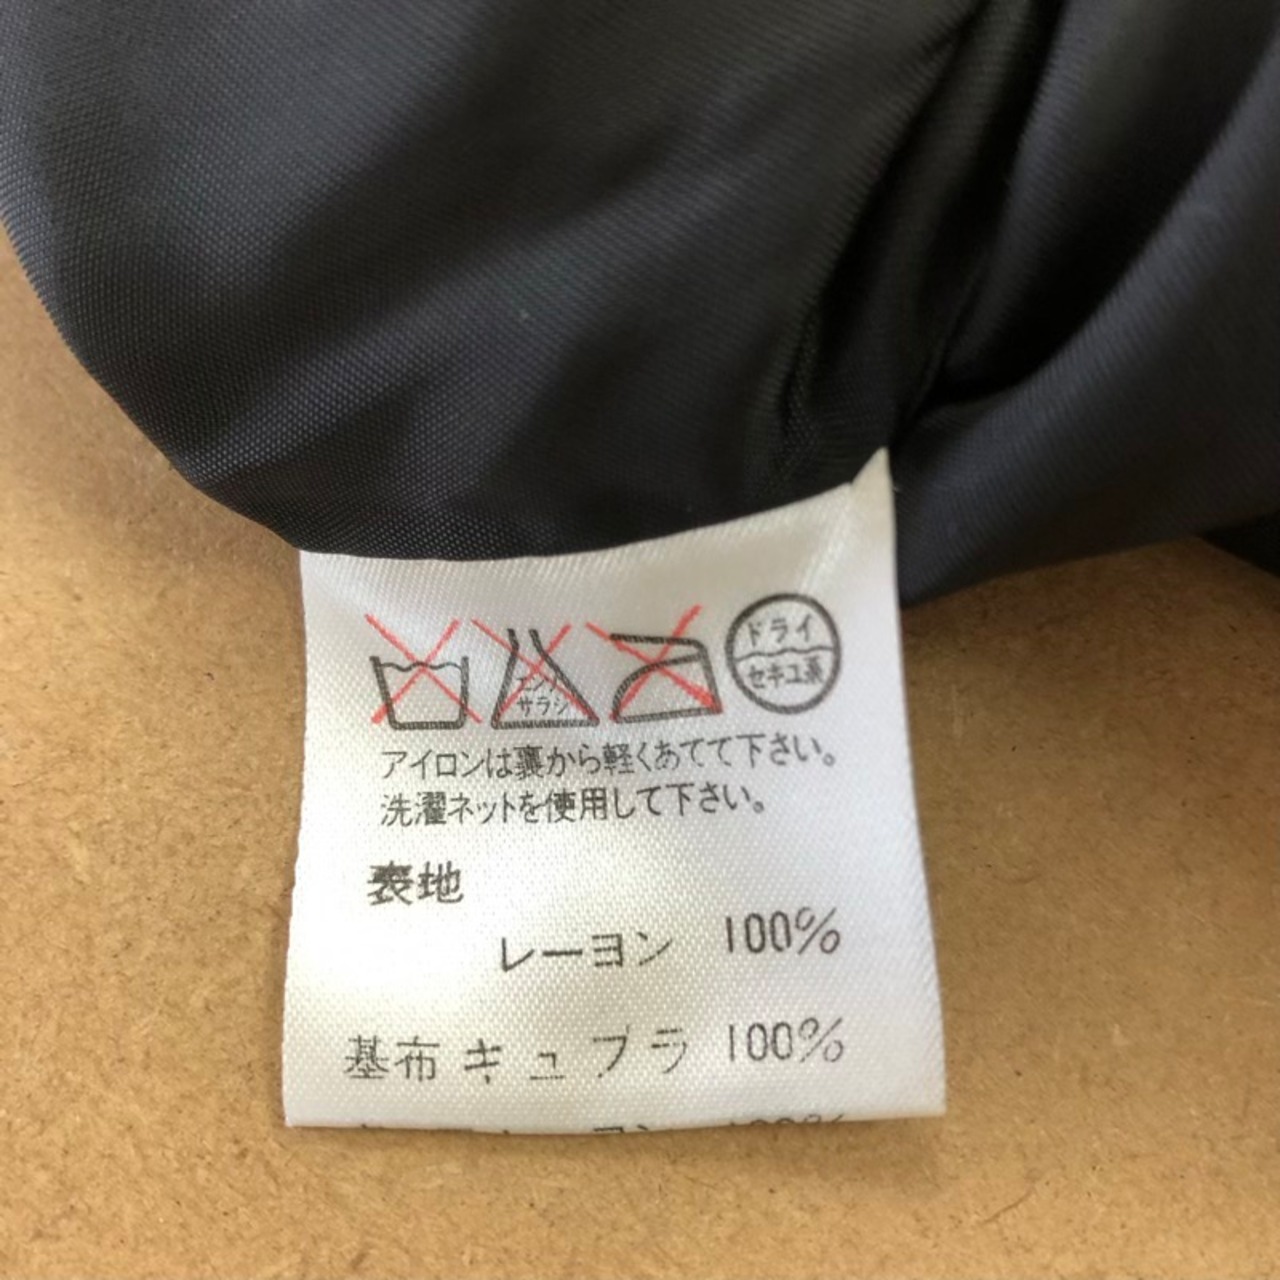 ドライ
セキユ系
エンソ
サラシ
アイロンは裏から軽くあてて下さい。
洗濯ネットを使用して下さい。
表地
レーヨン 100%
基布 キュプラ 100%